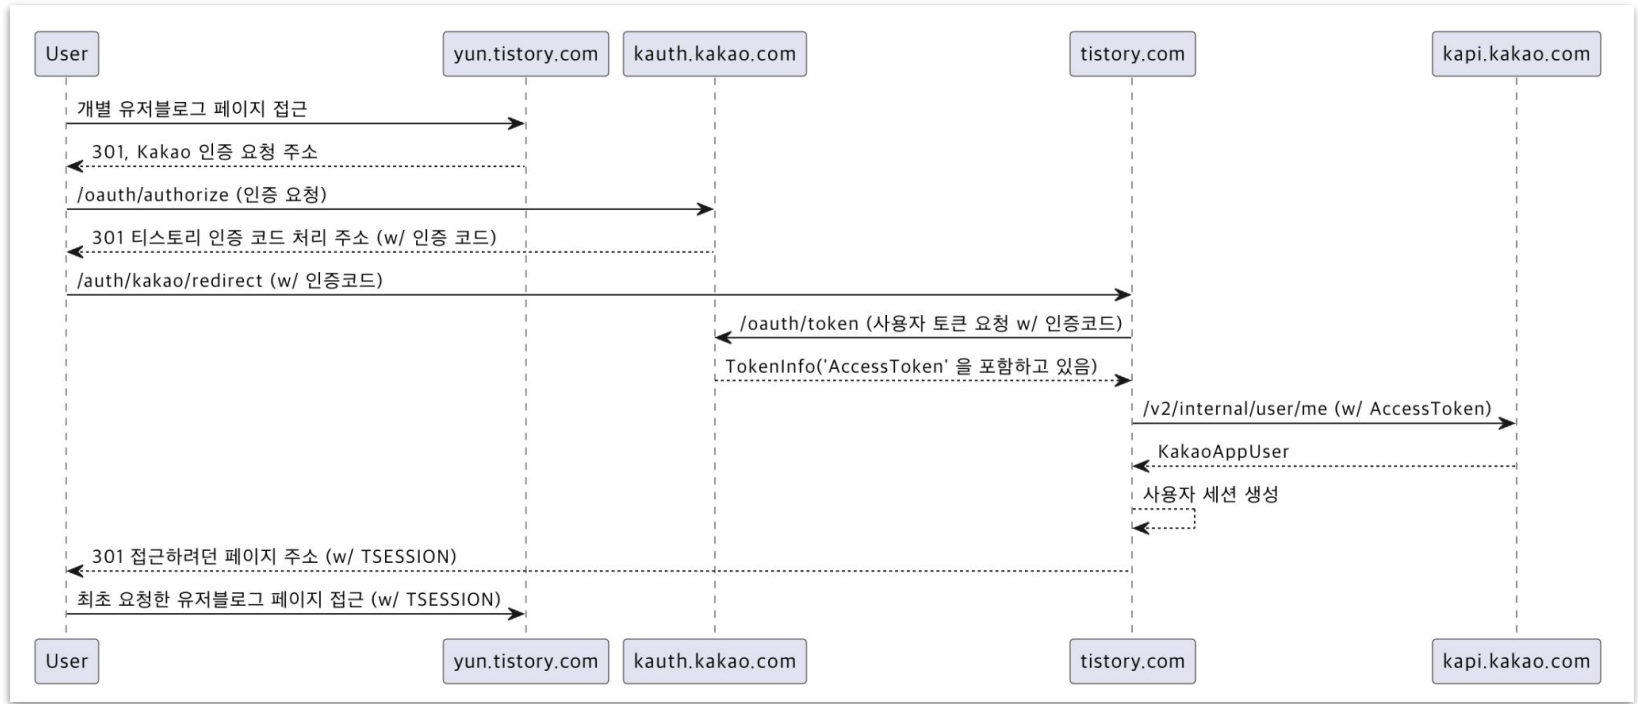 User yun.tistory.com kauth.kakao.com tistory.com kapi.kakao.com
개별 유저블로그 페이지 접근
301, Kakao 인증 요청 주소
/oauth/authorize (인증 요청)
301 티스토리 인증 코드 처리 주소 (w/ 인증 코드)
/auth/kakao/redirect (w/ 인증코드)
/oauth/token (사용자 토큰 요청 w/ 인증코드)
TokenInfo('AccessToken' 을 포함하고 있음)
/v2/internal/user/me (w/ AccessToken)
KakaoAppUser
사용자 세션 생성
301 접근하려던 페이지 주소 (w/ TSESSION)
최초 요청한 유저블로그 페이지 접근 (w/ TSESSION)
User yun.tistory.com kauth.kakao.com tistory.com kapi.kakao.com